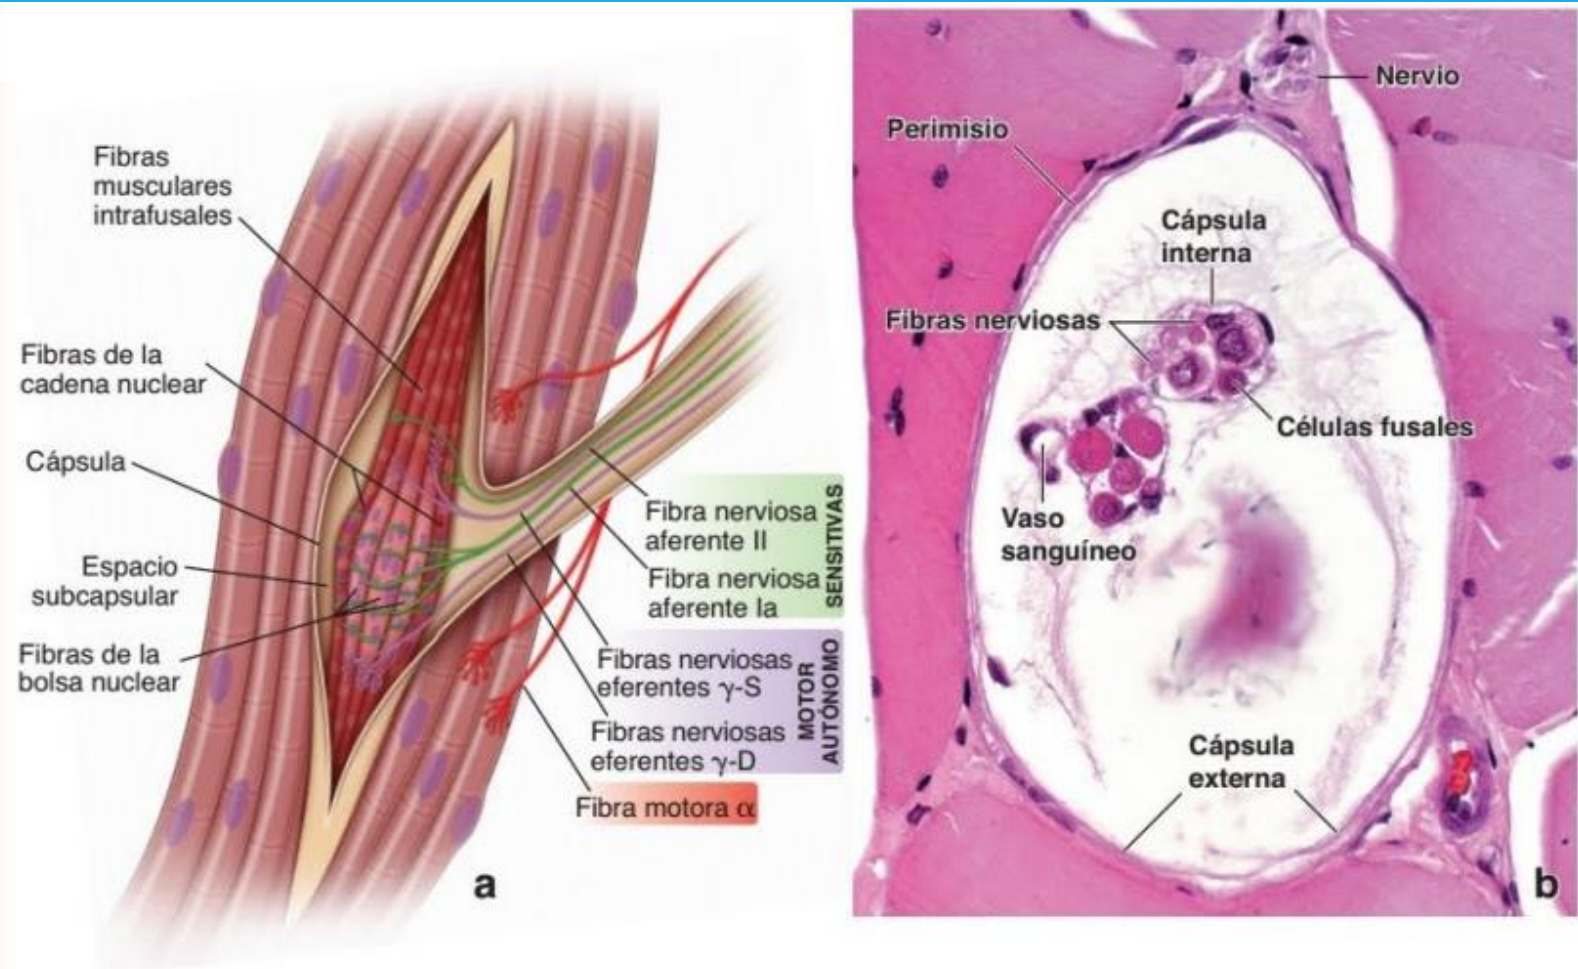 Fibras
musculares
intrafusales
Fibras de la
cadena nuclear
Cápsula
Espacio
subcapsular
Fibras de la
bolsa nuclear
Fibra nerviosa
aferente II
Fibra nerviosa
aferente Ia
SENSITIVAS
Fibras nerviosas
eferentes γ-S
Fibras nerviosas
eferentes γ-D
MOTOR
AUTÓNOMO
Fibra motora α
a
Nervio
Perimisio
Cápsula
interna
Fibras nerviosas
Células fusales
Vaso
sanguíneo
Cápsula
externa
b